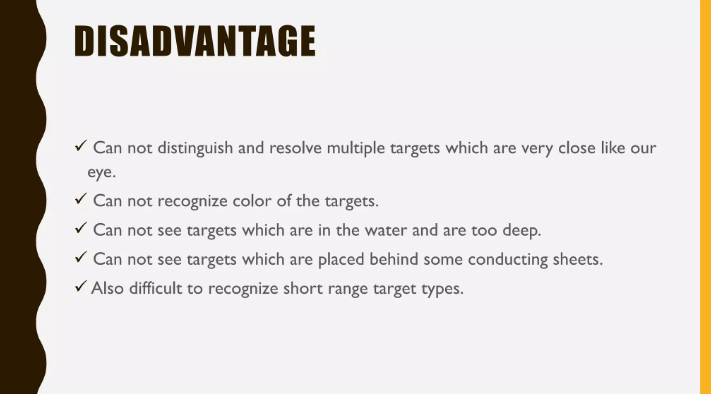 DISADVANTAGE
✓ Can not distinguish and resolve multiple targets which are very close like our
eye.
✓ Can not recognize color of the targets.
✓ Can not see targets which are in the water and are too deep.
✓ Can not see targets which are placed behind some conducting sheets.
✓ Also difficult to recognize short range target types.